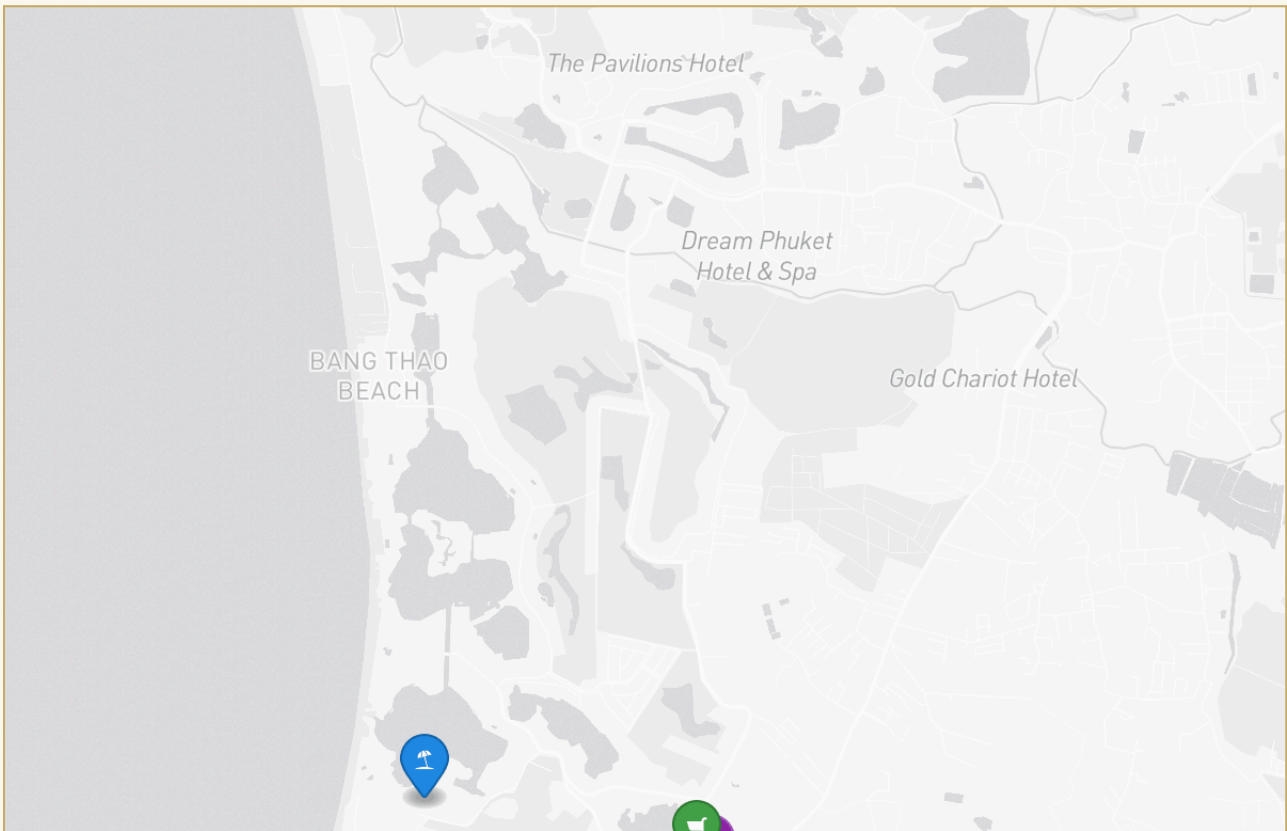 The Pavilions Hotel
Dream Phuket
Hotel & Spa
BANG THAO
BEACH
Gold Chariot Hotel